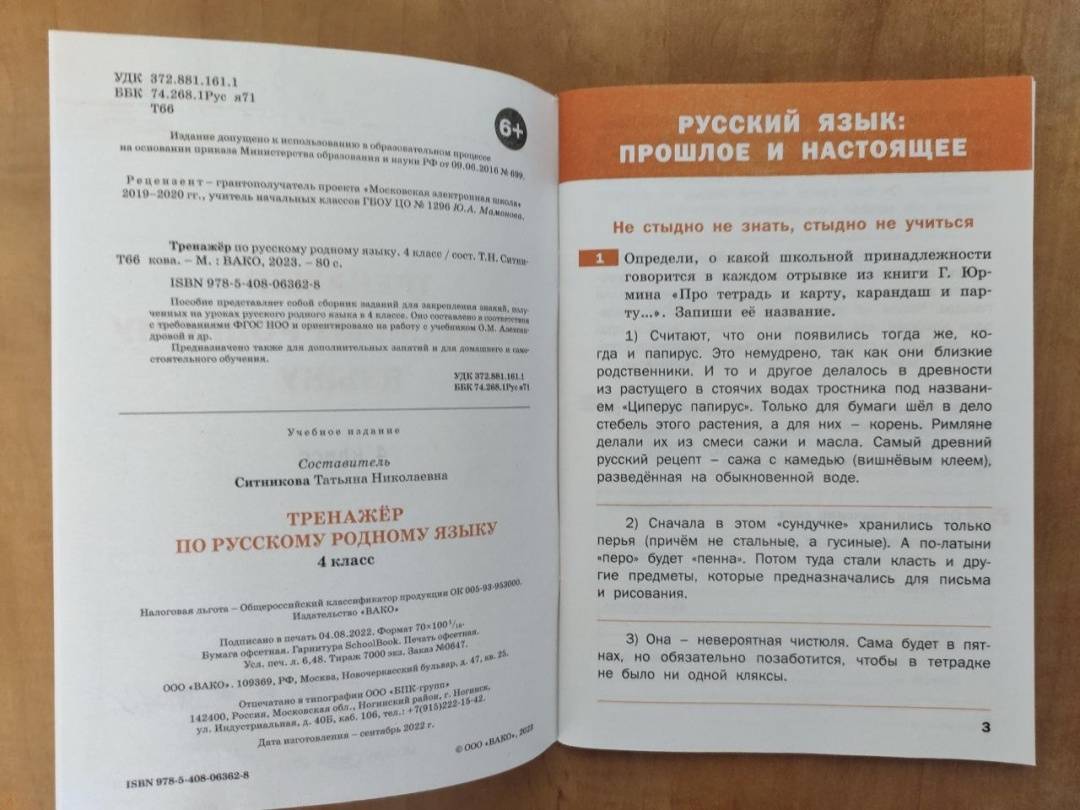 УДК 372.881.161.1
ББК 74.268.1Рус я71
Т66
6+
Издание допущено к использованию в образовательном процессе
на основании приказа Министерства образования и науки РФ от 09.06.2016 № 699.
Рецензент – грантополучатель проекта «Московская электронная школа»
2019–2020 гг., учитель начальных классов ГБОУ ЦО № 1296 Ю.А. Мамонова.
Тренажёр по русскому родному языку. 4 класс / сост. Т.Н. Ситни-
Т66 кова. – М. : ВАКО, 2023. – 80 с.
ISBN 978-5-408-06362-8
Пособие представляет собой сборник заданий для закрепления знаний, полу-
ченных на уроках русского родного языка в 4 классе. Оно составлено в соответствии
с требованиями ФГОС НОО и ориентировано на работу с учебником О.М. Алексан-
дровой и др.
Предназначено также для дополнительных занятий и для домашнего и само-
стоятельного обучения.
УДК 372.881.161.1
ББК 74.268.1Рус я71
Учебное издание
Составитель
Ситникова Татьяна Николаевна
ТРЕНАЖЁР
ПО РУССКОМУ РОДНОМУ ЯЗЫКУ
4 класс
Налоговая льгота – Общероссийский классификатор продукции ОК 005-93-953000.
Издательство «ВАКО»
Подписано в печать 04.08.2022. Формат 70×100 1/16.
Бумага офсетная. Гарнитура SchoolBook. Печать офсетная.
Усл. печ. л. 6,48. Тираж 7000 экз. Заказ №0647.
ООО «ВАКО». 109369, РФ, Москва, Новочеркасский бульвар, д. 47, кв. 25.
Отпечатано в типографии ООО «БПК-групп»
142400, Россия, Московская обл., Ногинский район, г. Ногинск,
ул. Индустриальная, д. 40Б, каб. 106, тел.: +7(915)222-15-42.
Дата изготовления – сентябрь 2022 г.
© ООО «ВАКО», 2023
ISBN 978-5-408-06362-8
РУССКИЙ ЯЗЫК:
ПРОШЛОЕ И НАСТОЯЩЕЕ
Не стыдно не знать, стыдно не учиться
1 Определи, о какой школьной принадлежности
говорится в каждом отрывке из книги Г. Юр-
мина «Про тетрадь и карту, карандаш и пар-
ту...». Запиши её название.
1) Считают, что они появились тогда же, ко-
гда и папирус. Это немудрено, так как они близкие
родственники. И то и другое делалось в древности
из растущего в стоячих водах тростника под названи-
ем «Циперус папирус». Только для бумаги шёл в дело
стебель этого растения, а для них – корень. Римляне
делали их из смеси сажи и масла. Самый древний
русский рецепт – сажа с камедью (вишнёвым клеем),
разведённая на обыкновенной воде.
2) Сначала в этом «сундучке» хранились только
перья (причём не стальные, а гусиные). А по-латыни
«перо» будет «пенна». Потом туда стали класть и дру-
гие предметы, которые предназначались для письма
и рисования.
3) Она – невероятная чистюля. Сама будет в пят-
нах, но обязательно позаботится, чтобы в тетрадке
не было ни одной кляксы.
3